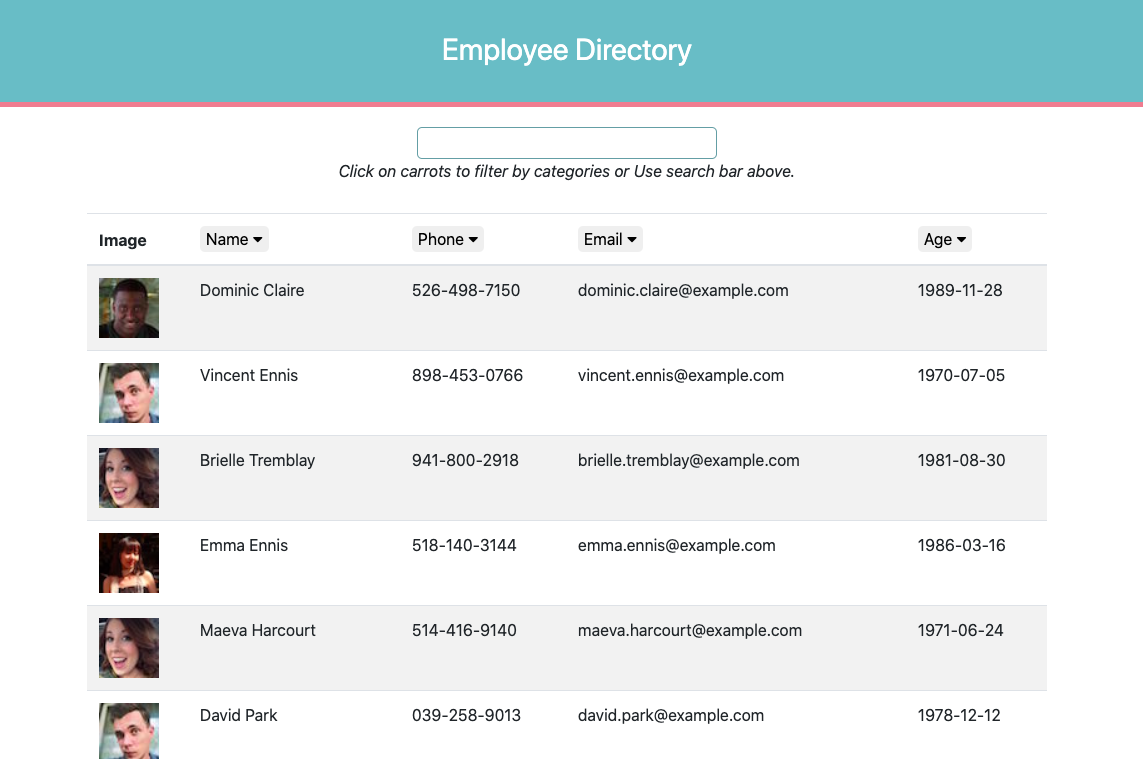 Employee Directory
Click on carrots to filter by categories or Use search bar above.
Image Name Phone Email Age
Dominic Claire 526-498-7150 dominic.claire@example.com 1989-11-28
Vincent Ennis 898-453-0766 vincent.ennis@example.com 1970-07-05
Brielle Tremblay 941-800-2918 brielle.tremblay@example.com 1981-08-30
Emma Ennis 518-140-3144 emma.ennis@example.com 1986-03-16
Maeva Harcourt 514-416-9140 maeva.harcourt@example.com 1971-06-24
David Park 039-258-9013 david.park@example.com 1978-12-12